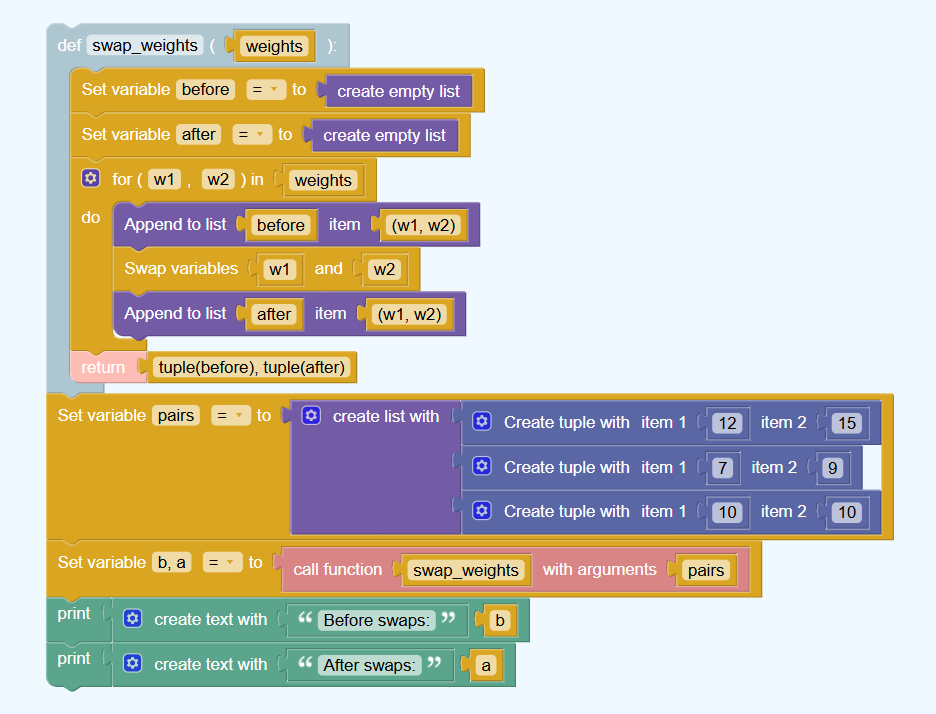 def swap_weights ( weights ):
Set variable before = to create empty list
Set variable after = to create empty list
for ( w1 , w2 ) in weights
do Append to list before item (w1, w2)
Swap variables w1 and w2
Append to list after item (w1, w2)
return tuple(before), tuple(after)
Set variable pairs = to create list with Create tuple with item 1 12 item 2 15
Create tuple with item 1 7 item 2 9
Create tuple with item 1 10 item 2 10
Set variable b, a = to call function swap_weights with arguments pairs
print create text with “ Before swaps: ” b
print create text with “ After swaps: ” a